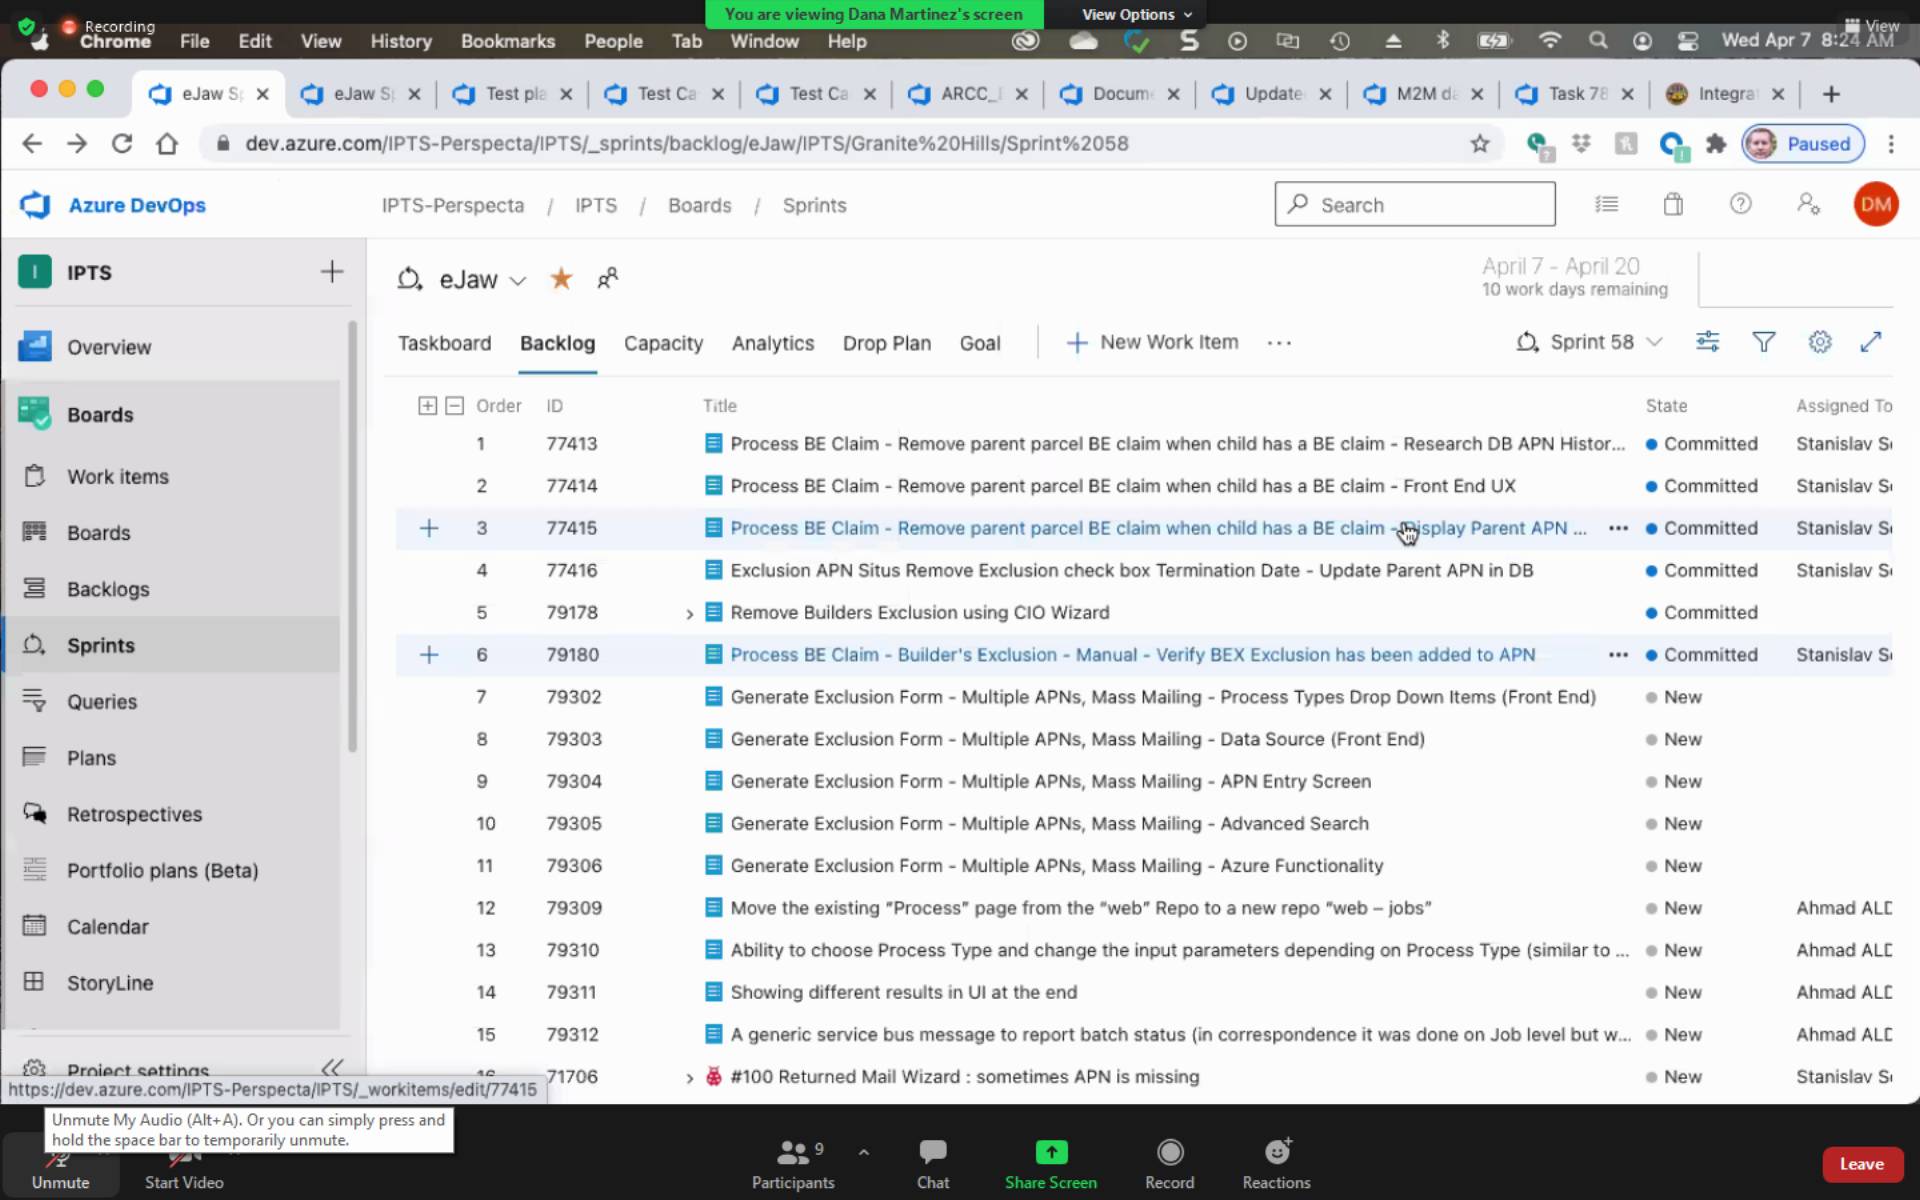 Recording
You are viewing Dana Martinez's screen
View Options
View
Chrome File Edit View History Bookmarks People Tab Window Help
Wed Apr 7 8:24 AM
eJaw S
eJaw S
Test pla
Test Ca
Test Ca
ARCC_
Docum
Update
M2M da
Task 78
Integra
dev.azure.com/IPTS-Perspecta/IPTS/_sprints/backlog/eJaw/IPTS/Granite%20Hills/Sprint%2058
Paused
Azure DevOps
IPTS-Perspecta / IPTS / Boards / Sprints
Search
DM
I IPTS
eJaw
April 7 - April 20
10 work days remaining
Overview
Boards
Work items
Boards
Backlogs
Sprints
Queries
Plans
Retrospectives
Portfolio plans (Beta)
Calendar
StoryLine
Project settings
Taskboard Backlog Capacity Analytics Drop Plan Goal
New Work Item
Sprint 58
Order ID Title State Assigned To
1 77413 Process BE Claim - Remove parent parcel BE claim when child has a BE claim - Research DB APN Histor... Committed Stanislav S
2 77414 Process BE Claim - Remove parent parcel BE claim when child has a BE claim - Front End UX Committed Stanislav S
3 77415 Process BE Claim - Remove parent parcel BE claim when child has a BE claim - Display Parent APN ... Committed Stanislav S
4 77416 Exclusion APN Situs Remove Exclusion check box Termination Date - Update Parent APN in DB Committed Stanislav S
5 79178 Remove Builders Exclusion using CIO Wizard Committed
6 79180 Process BE Claim - Builder's Exclusion - Manual - Verify BEX Exclusion has been added to APN Committed Stanislav S
7 79302 Generate Exclusion Form - Multiple APNs, Mass Mailing - Process Types Drop Down Items (Front End) New
8 79303 Generate Exclusion Form - Multiple APNs, Mass Mailing - Data Source (Front End) New
9 79304 Generate Exclusion Form - Multiple APNs, Mass Mailing - APN Entry Screen New
10 79305 Generate Exclusion Form - Multiple APNs, Mass Mailing - Advanced Search New
11 79306 Generate Exclusion Form - Multiple APNs, Mass Mailing - Azure Functionality New
12 79309 Move the existing “Process” page from the “web” Repo to a new repo “web – jobs” New Ahmad ALD
13 79310 Ability to choose Process Type and change the input parameters depending on Process Type (similar to ... New Ahmad ALD
14 79311 Showing different results in UI at the end New Ahmad ALD
15 79312 A generic service bus message to report batch status (in correspondence it was done on Job level but w... New Ahmad ALD
16 71706 #100 Returned Mail Wizard : sometimes APN is missing New Stanislav S
https://dev.azure.com/IPTS-Perspecta/IPTS/_workitems/edit/77415
Unmute My Audio (Alt+A). Or you can simply press and
hold the space bar to temporarily unmute.
Unmute
Start Video
9
Participants
Chat
Share Screen
Record
Reactions
Leave